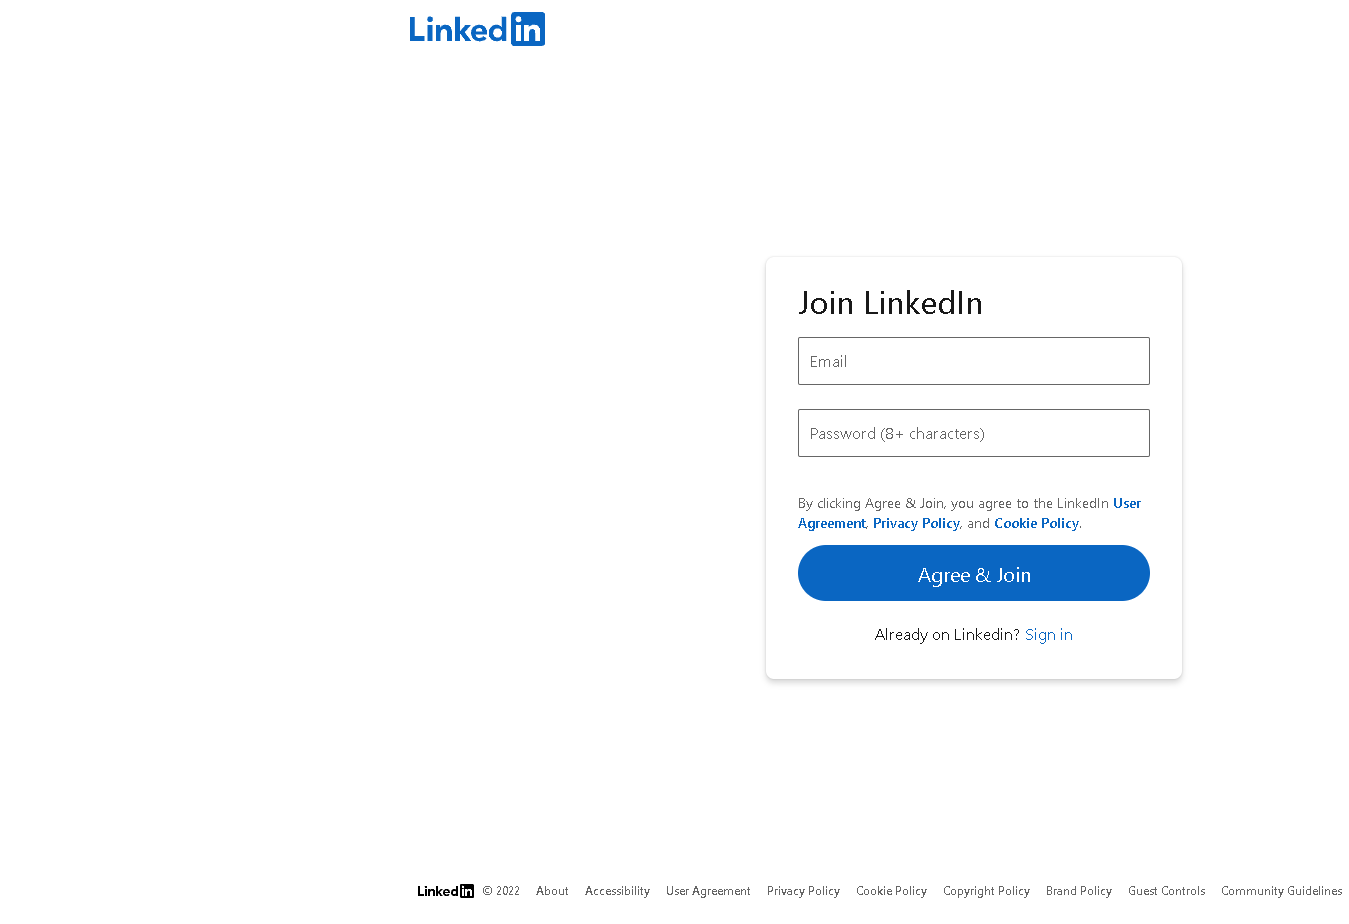 Linkedin
Join LinkedIn
Email
Password (8+ characters)
By clicking Agree & Join, you agree to the LinkedIn User
Agreement, Privacy Policy, and Cookie Policy.
Agree & Join
Already on Linkedin? Sign in
Linkedin © 2022 About Accessibility User Agreement Privacy Policy Cookie Policy Copyright Policy Brand Policy Guest Controls Community Guidelines